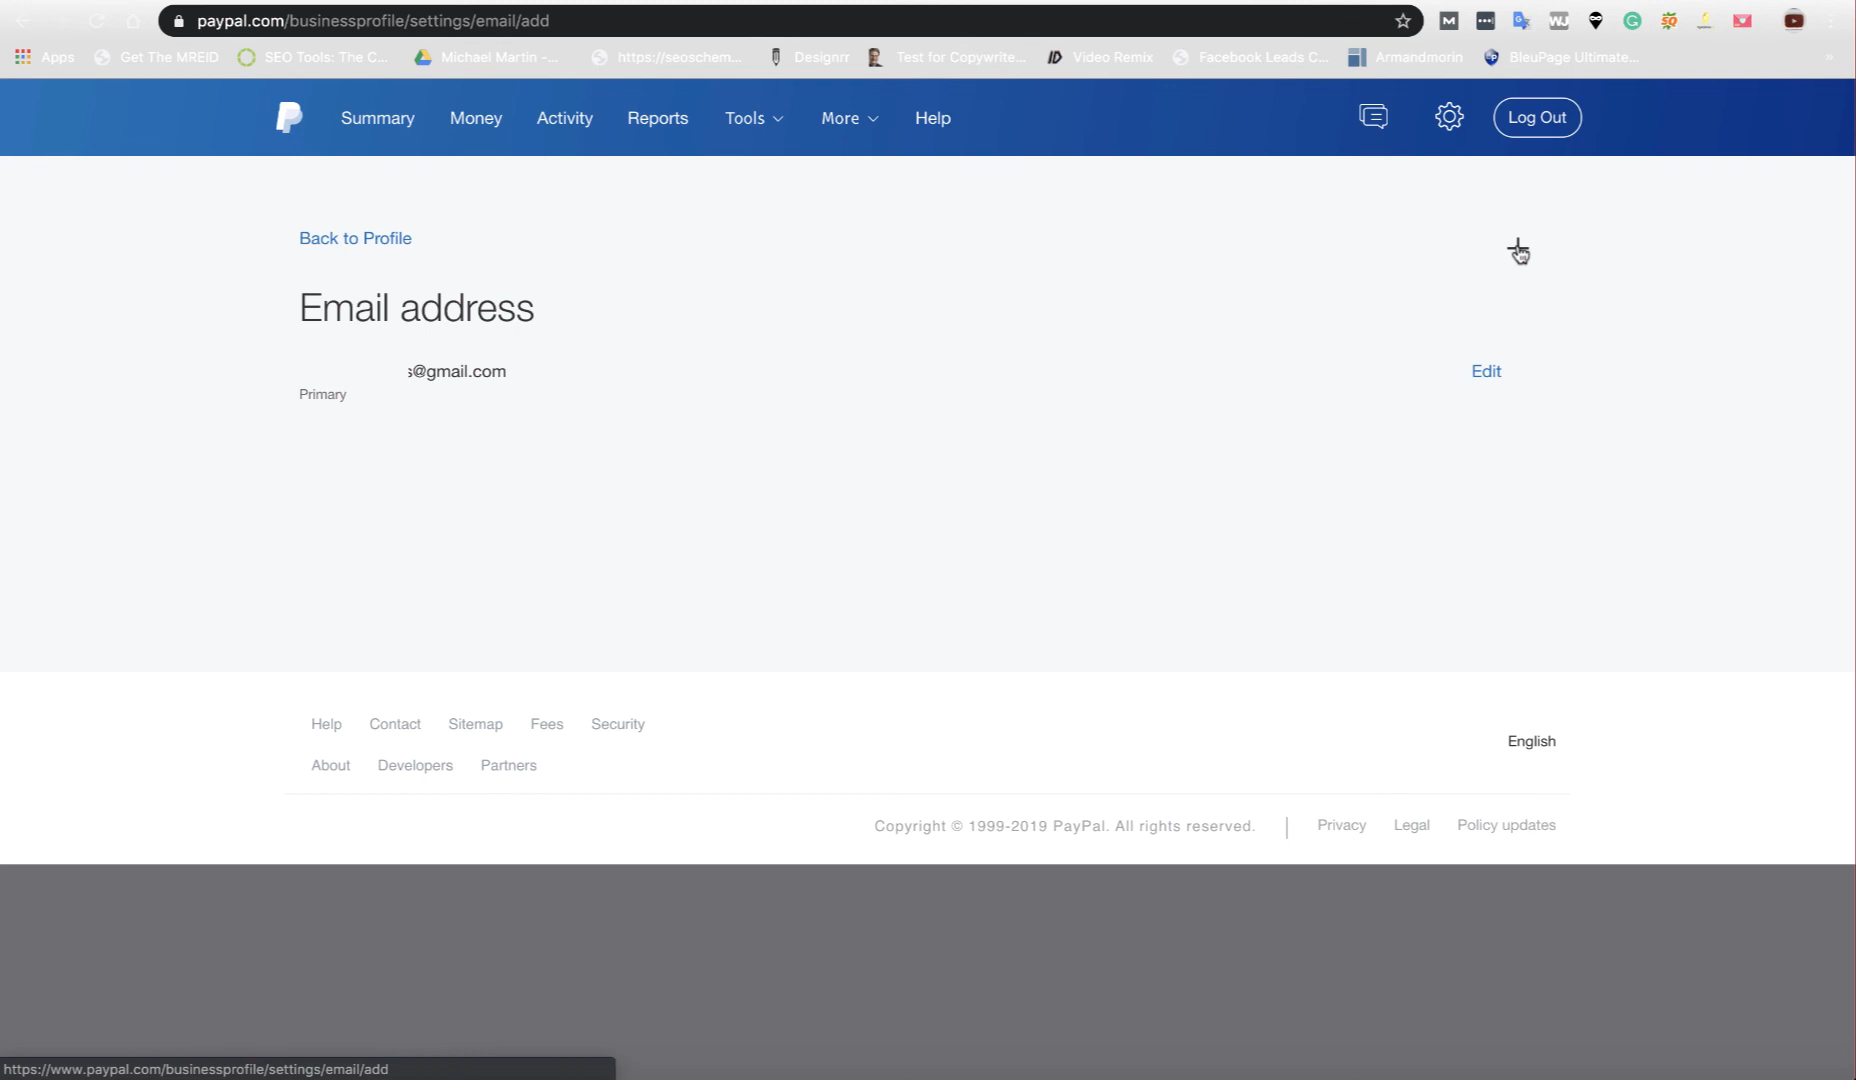 paypal.com/businessprofile/settings/email/add
Apps Get The MREID SEO Tools: The C... Michael Martin -... https://seoschem... Designrr Test for Copywrite... Video Remix Facebook Leads C... Armandmorin BleuPage Ultimate... »
Summary Money Activity Reports Tools More Help Log Out
Back to Profile
Email address
s@gmail.com Edit
Primary
Help Contact Sitemap Fees Security
English
About Developers Partners
Copyright © 1999-2019 PayPal. All rights reserved. | Privacy Legal Policy updates
https://www.paypal.com/businessprofile/settings/email/add